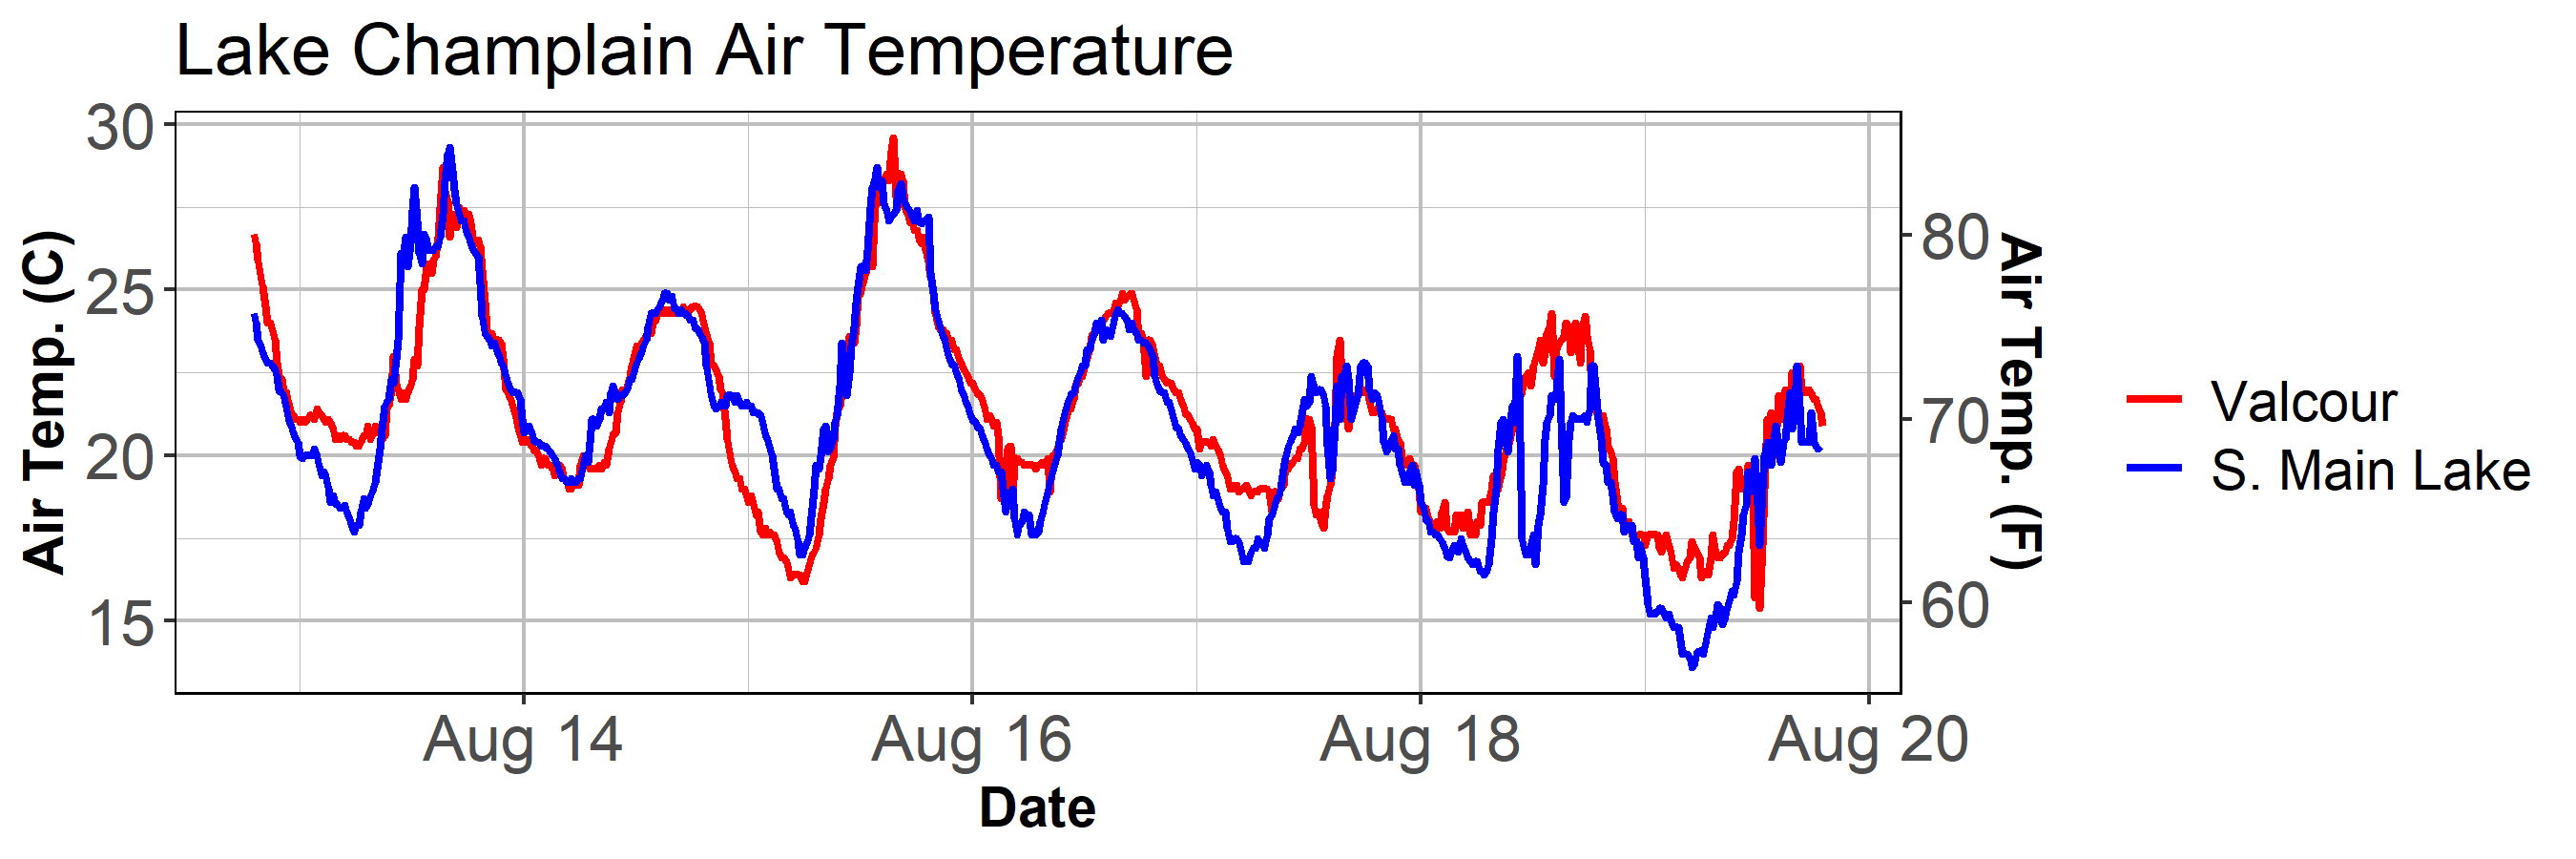 Lake Champlain Air Temperature
30
25
20
15
Air Temp. (C)
80
70
60
Air Temp. (F)
Aug 14
Aug 16
Aug 18
Aug 20
Date
Valcour
S. Main Lake